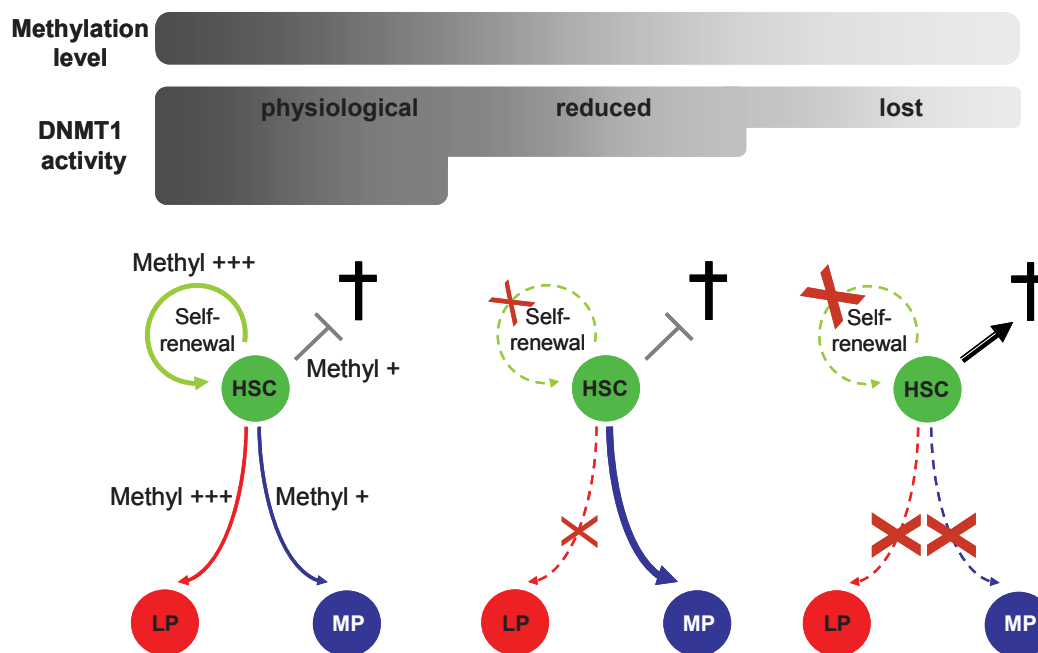 Methylation
level
DNMT1
activity
physiological
reduced
lost
Methyl +++
Self-
renewal
Methyl +
HSC
Methyl +++
Methyl +
LP
MP
Self-
renewal
HSC
LP
MP
Self-
renewal
HSC
LP
MP